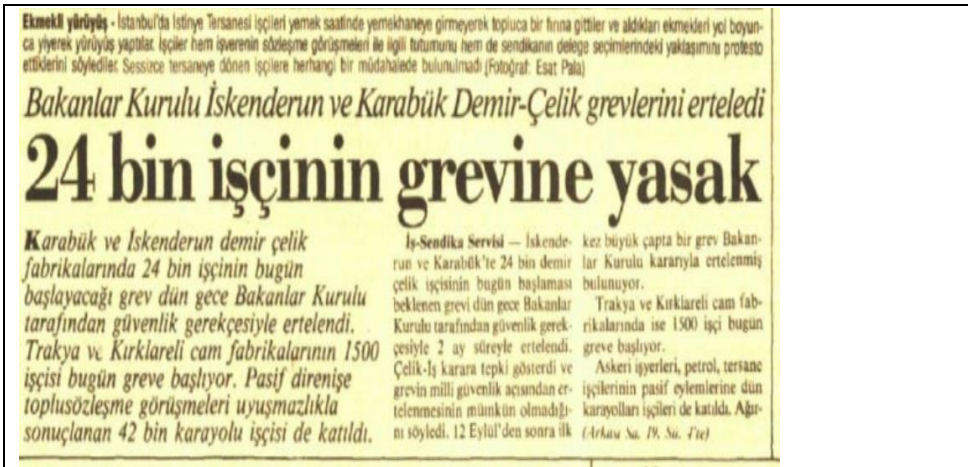 Ekmekli yürüyüş - İstanbul'da İstinye Tersanesi işçileri yemek saatinde yemekhaneye girmeyerek topluca bir fırına gittiler ve aldıkları ekmekleri yol boyun-
ca yiyerek yürüyüş yaptılar. İşçiler hem işverenin sözleşme görüşmeleri ile ilgili tutumunu hem de sendikanın delege seçimlerindeki yaklaşımını protesto
ettiklerini söylediler. Sessizce tersaneye dönen işçilere herhangi bir müdahalede bulunulmadı (Fotoğraf: Esat Pala)
Bakanlar Kurulu İskenderun ve Karabük Demir-Çelik grevlerini erteledi
24 bin işçinin grevine yasak
Karabük ve İskenderun demir çelik
fabrikalarında 24 bin işçinin bugün
başlayacağı grev dün gece Bakanlar Kurulu
tarafından güvenlik gerekçesiyle ertelendi.
Trakya ve Kırklareli cam fabrikalarının 1500
işçisi bugün greve başlıyor. Pasif direnişe
toplusözleşme görüşmeleri uyuşmazlıkla
sonuçlanan 42 bin karayolu işçisi de katıldı.
İş-Sendika Servisi — İskende-
run ve Karabük'te 24 bin demir
çelik işçisinin bugün başlaması
beklenen grevi dün gece Bakanlar
Kurulu tarafından güvenlik gerek-
çesiyle 2 ay süreyle ertelendi.
Çelik-İş karara tepki gösterdi ve
grevin milli güvenlik açısından er-
telenmesinin mümkün olmadığı-
nı söyledi. 12 Eylül'den sonra ilk
kez büyük çapta bir grev Bakan-
lar Kurulu kararıyla ertelenmiş
bulunuyor.
Trakya ve Kırklareli cam fab-
rikalarında ise 1500 işçi bugün
greve başlıyor.
Askeri işyerleri, petrol, tersane
işçilerinin pasif eylemlerine dün
karayolları işçileri de katıldı. Ağır-
(Arkası Sa. 19, Sü. 4'te)